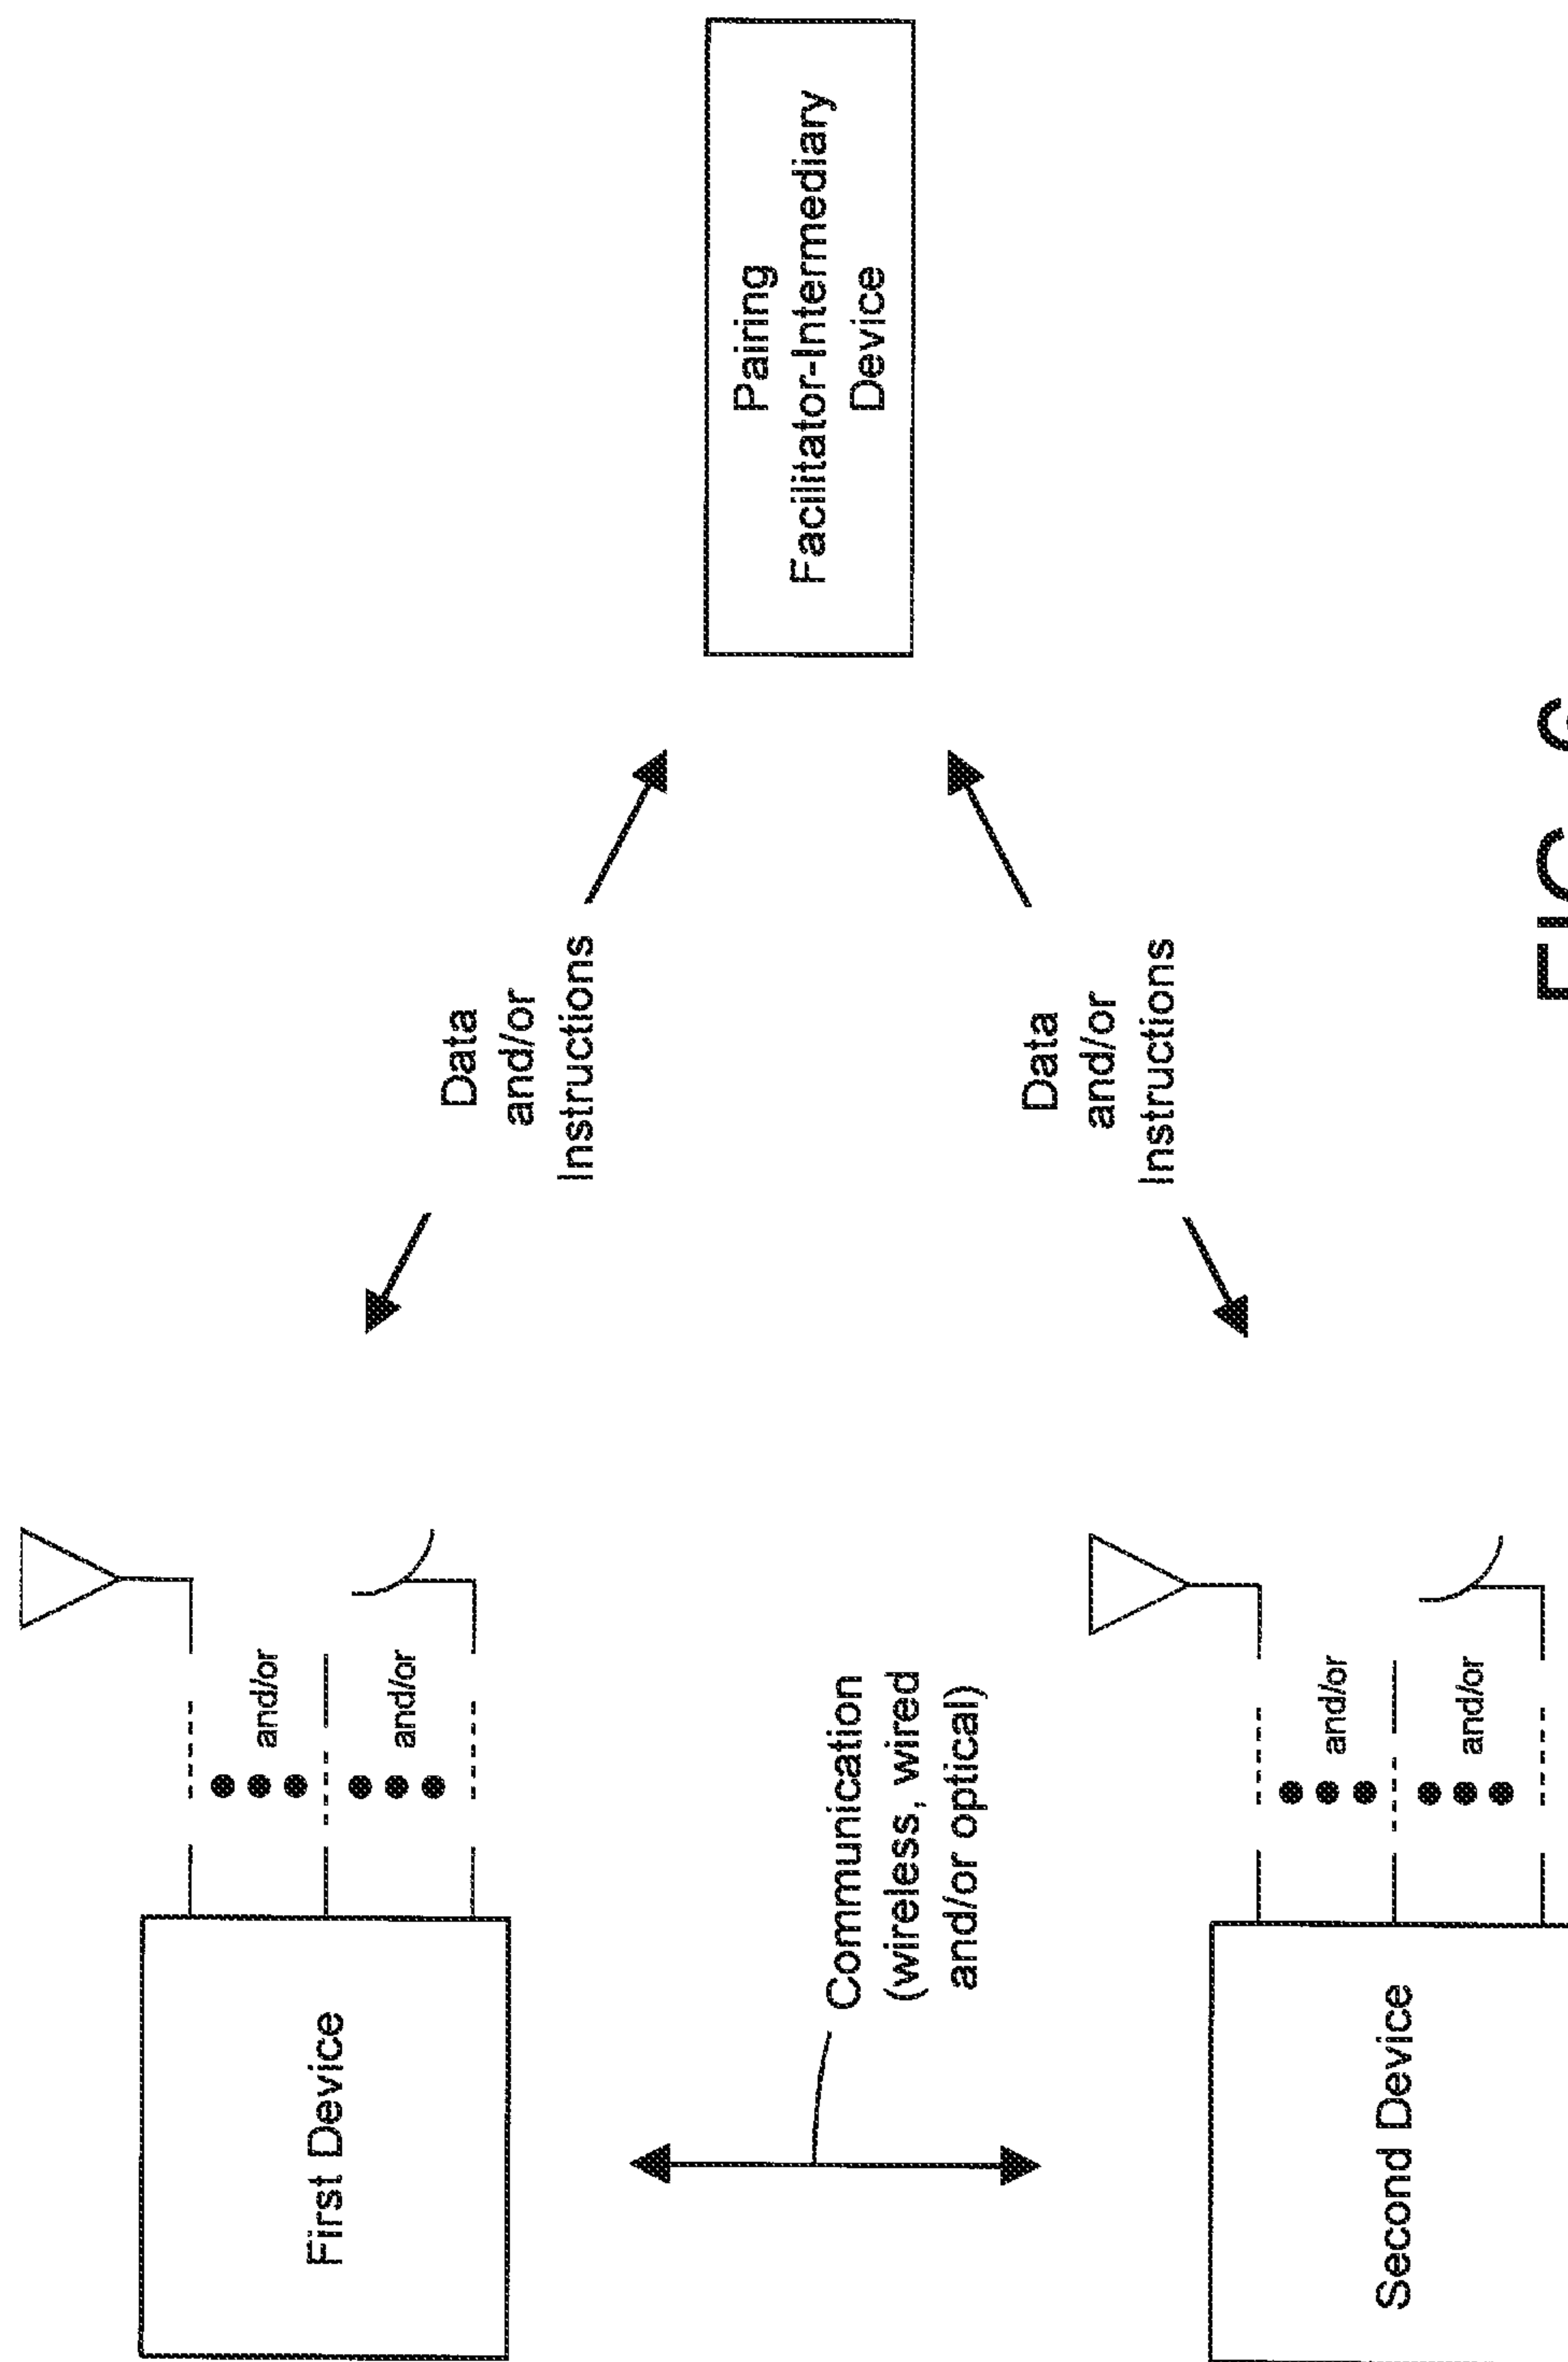 First Device
and/or
and/or
Data
and/or
Instructions
Pairing
Facilitator-Intermediary
Device
Communication
(wireless, wired
and/or optical)
Data
and/or
Instructions
Second Device
and/or
and/or
FIG.